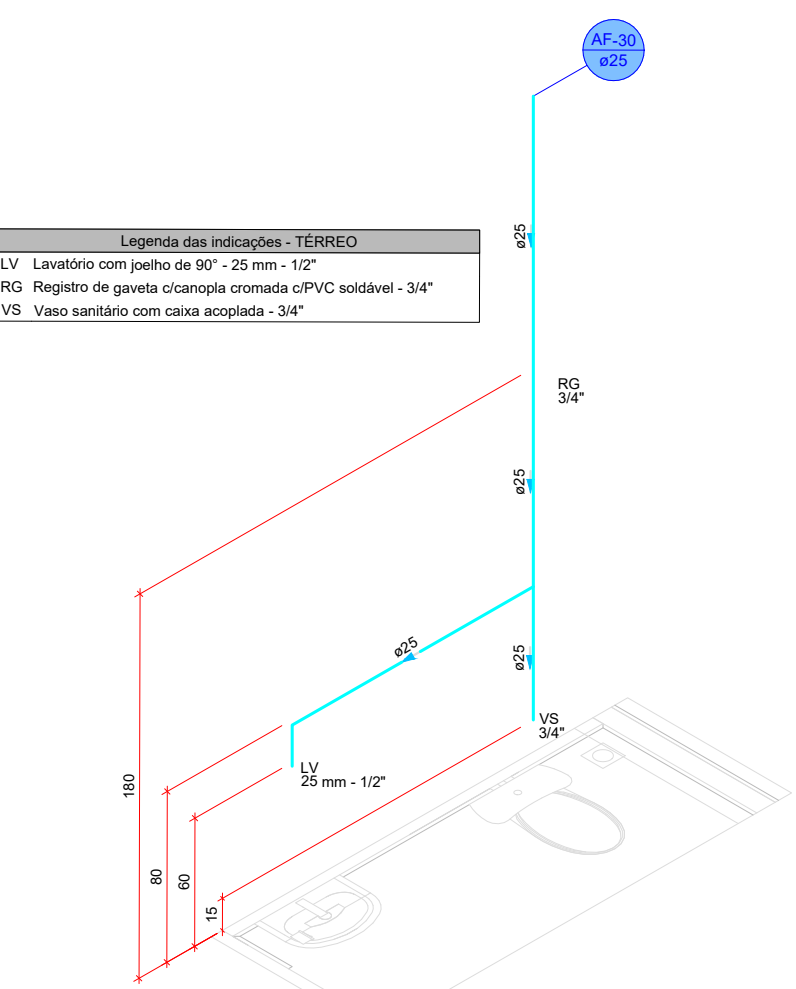 AF-30
ø25
ø25
Legenda das indicações - TÉRREO
LV Lavatório com joelho de 90° - 25 mm - 1/2"
RG Registro de gaveta c/canopla cromada c/PVC soldável - 3/4"
VS Vaso sanitário com caixa acoplada - 3/4"
RG
3/4"
ø25
ø25
ø25
VS
3/4"
LV
25 mm - 1/2"
180
80
60
15